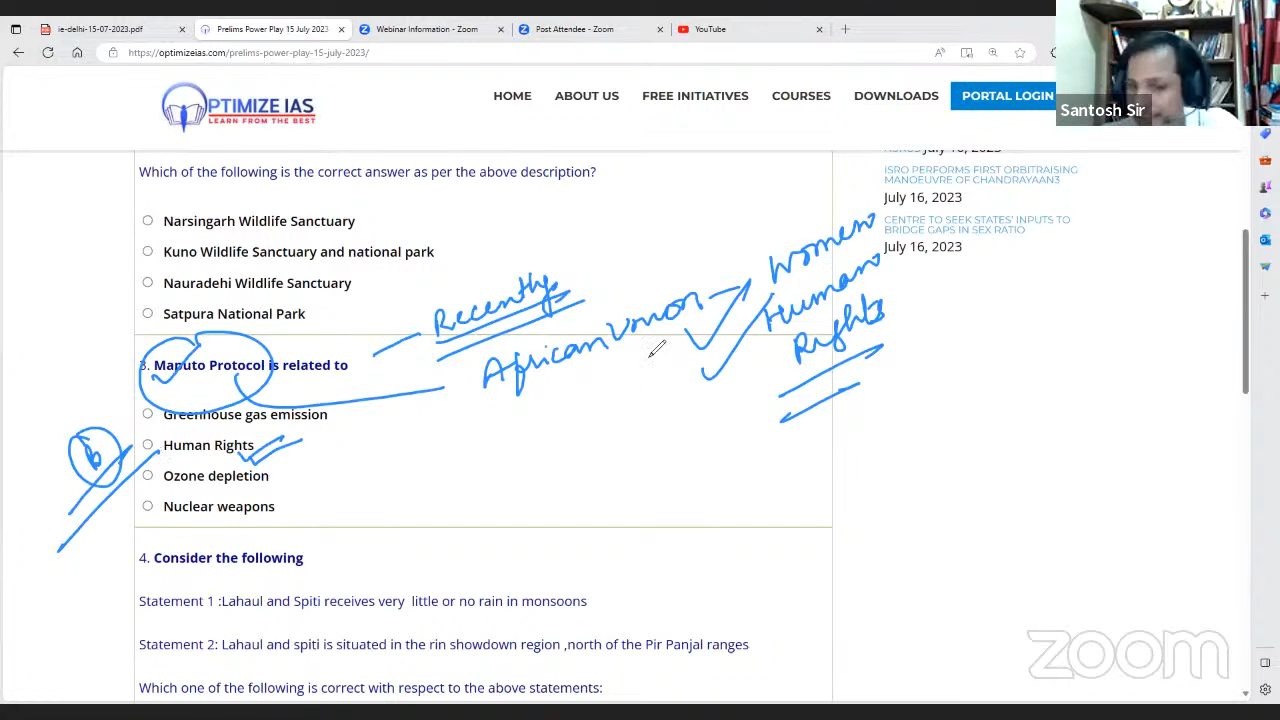 ie-delhi-15-07-2023.pdf
Prelims Power Play 15 July 2023
Webinar Information - Zoom
Post Attendee - Zoom
YouTube
https://optimizeias.com/prelims-power-play-15-july-2023/
Santosh Sir
OPTIMIZE IAS
LEARN FROM THE BEST
HOME
ABOUT US
FREE INITIATIVES
COURSES
DOWNLOADS
PORTAL LOGIN
July 16, 2023
ISRO PERFORMS FIRST ORBITRAISING
MANOEUVRE OF CHANDRAYAAN3
July 16, 2023
CENTRE TO SEEK STATES' INPUTS TO
BRIDGE GAPS IN SEX RATIO
July 16, 2023
Which of the following is the correct answer as per the above description?
Narsingarh Wildlife Sanctuary
Kuno Wildlife Sanctuary and national park
Nauradehi Wildlife Sanctuary
Satpura National Park
Recently
African Union
Women
Human
Rights
3. Maputo Protocol is related to
Greenhouse gas emission
Human Rights
b
Ozone depletion
Nuclear weapons
4. Consider the following
Statement 1 :Lahaul and Spiti receives very little or no rain in monsoons
Statement 2: Lahaul and spiti is situated in the rin showdown region ,north of the Pir Panjal ranges
Which one of the following is correct with respect to the above statements:
zoom